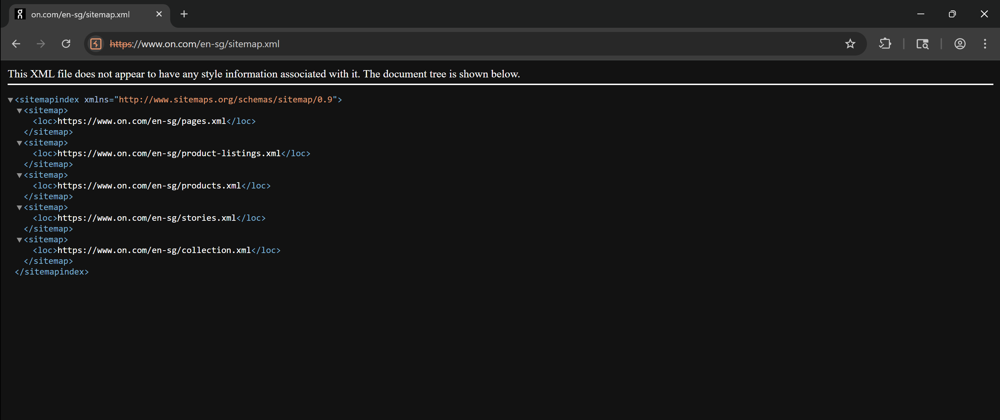 on.com/en-sg/sitemap.xml
https://www.on.com/en-sg/sitemap.xml
This XML file does not appear to have any style information associated with it. The document tree is shown below.
<sitemapindex xmlns="http://www.sitemaps.org/schemas/sitemap/0.9">
<sitemap>
<loc>https://www.on.com/en-sg/pages.xml</loc>
</sitemap>
<sitemap>
<loc>https://www.on.com/en-sg/product-listings.xml</loc>
</sitemap>
<sitemap>
<loc>https://www.on.com/en-sg/products.xml</loc>
</sitemap>
<sitemap>
<loc>https://www.on.com/en-sg/stories.xml</loc>
</sitemap>
<sitemap>
<loc>https://www.on.com/en-sg/collection.xml</loc>
</sitemap>
</sitemapindex>